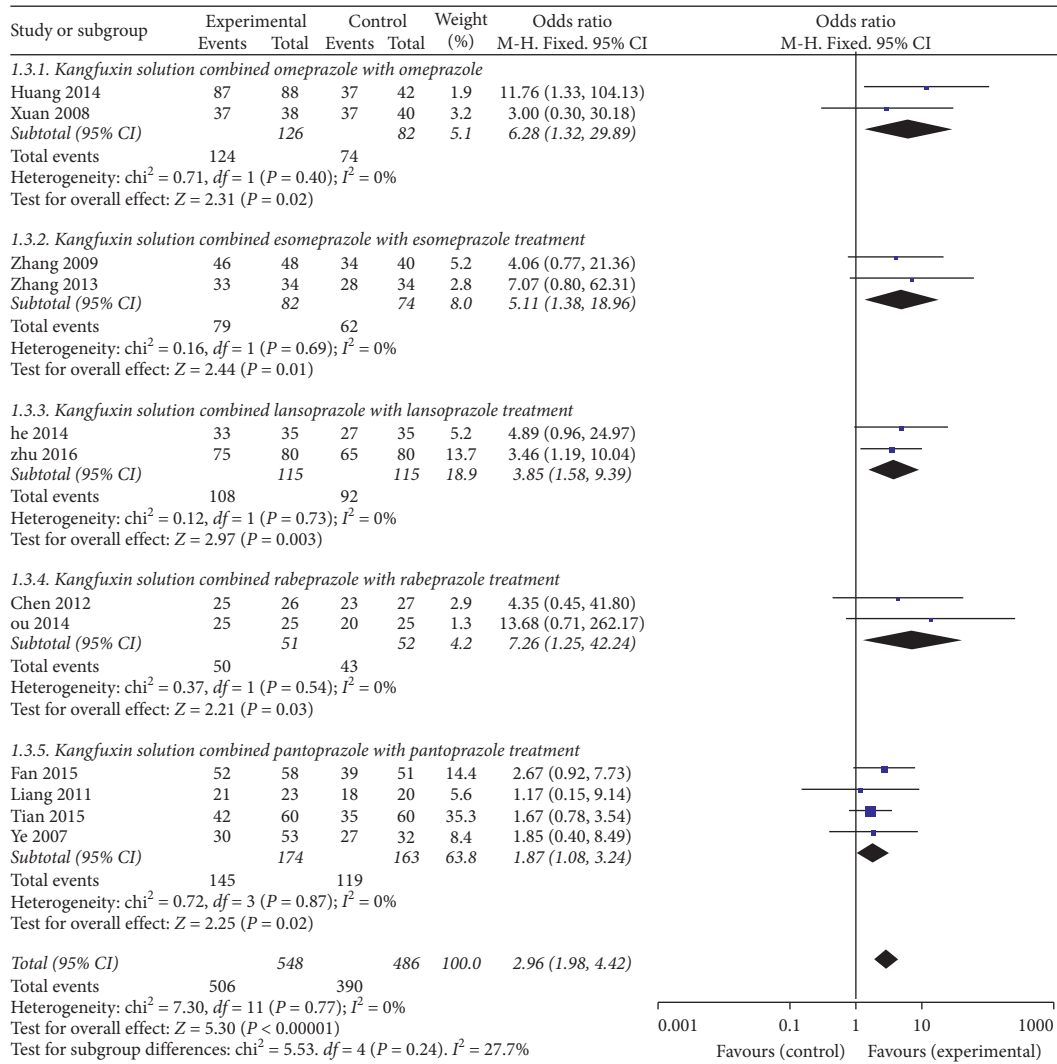 Study or subgroup Experimental Control Weight Odds ratio Odds ratio
Events Total Events Total (%) M-H. Fixed. 95% CI M-H. Fixed. 95% CI
1.3.1. Kangfuxin solution combined omeprazole with omeprazole
Huang 2014 87 88 37 42 1.9 11.76 (1.33, 104.13)
Xuan 2008 37 38 37 40 3.2 3.00 (0.30, 30.18)
Subtotal (95% CI) 126 82 5.1 6.28 (1.32, 29.89)
Total events 124 74
Heterogeneity: chi² = 0.71, df = 1 (P = 0.40); I² = 0%
Test for overall effect: Z = 2.31 (P = 0.02)
1.3.2. Kangfuxin solution combined esomeprazole with esomeprazole treatment
Zhang 2009 46 48 34 40 5.2 4.06 (0.77, 21.36)
Zhang 2013 33 34 28 34 2.8 7.07 (0.80, 62.31)
Subtotal (95% CI) 82 74 8.0 5.11 (1.38, 18.96)
Total events 79 62
Heterogeneity: chi² = 0.16, df = 1 (P = 0.69); I² = 0%
Test for overall effect: Z = 2.44 (P = 0.01)
1.3.3. Kangfuxin solution combined lansoprazole with lansoprazole treatment
he 2014 33 35 27 35 5.2 4.89 (0.96, 24.97)
zhu 2016 75 80 65 80 13.7 3.46 (1.19, 10.04)
Subtotal (95% CI) 115 115 18.9 3.85 (1.58, 9.39)
Total events 108 92
Heterogeneity: chi² = 0.12, df = 1 (P = 0.73); I² = 0%
Test for overall effect: Z = 2.97 (P = 0.003)
1.3.4. Kangfuxin solution combined rabeprazole with rabeprazole treatment
Chen 2012 25 26 23 27 2.9 4.35 (0.45, 41.80)
ou 2014 25 25 20 25 1.3 13.68 (0.71, 262.17)
Subtotal (95% CI) 51 52 4.2 7.26 (1.25, 42.24)
Total events 50 43
Heterogeneity: chi² = 0.37, df = 1 (P = 0.54); I² = 0%
Test for overall effect: Z = 2.21 (P = 0.03)
1.3.5. Kangfuxin solution combined pantoprazole with pantoprazole treatment
Fan 2015 52 58 39 51 14.4 2.67 (0.92, 7.73)
Liang 2011 21 23 18 20 5.6 1.17 (0.15, 9.14)
Tian 2015 42 60 35 60 35.3 1.67 (0.78, 3.54)
Ye 2007 30 53 27 32 8.4 1.85 (0.40, 8.49)
Subtotal (95% CI) 174 163 63.8 1.87 (1.08, 3.24)
Total events 145 119
Heterogeneity: chi² = 0.72, df = 3 (P = 0.87); I² = 0%
Test for overall effect: Z = 2.25 (P = 0.02)
Total (95% CI) 548 486 100.0 2.96 (1.98, 4.42)
Total events 506 390
Heterogeneity: chi² = 7.30, df = 11 (P = 0.77); I² = 0%
Test for overall effect: Z = 5.30 (P < 0.00001)
Test for subgroup differences: chi² = 5.53. df = 4 (P = 0.24). I² = 27.7%
0.001 0.1 1 10 1000
Favours (control) Favours (experimental)